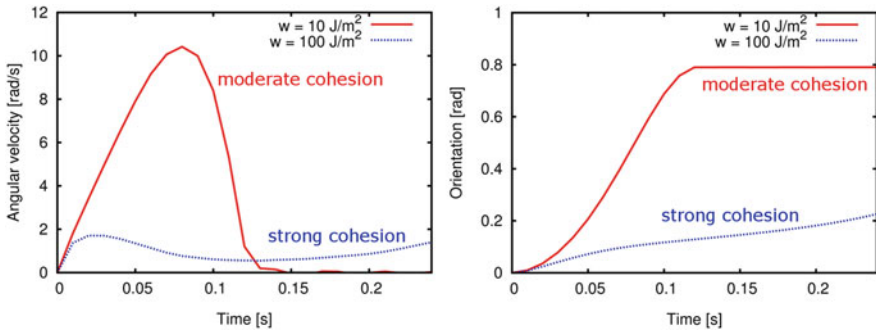 w = 10 J/m²
w = 100 J/m²
moderate cohesion
strong cohesion
Angular velocity [rad/s]
12
10
8
6
4
2
0
0 0.05 0.1 0.15 0.2
Time [s]
w = 10 J/m²
w = 100 J/m²
moderate cohesion
strong cohesion
Orientation [rad]
1
0.8
0.6
0.4
0.2
0
0 0.05 0.1 0.15 0.2
Time [s]